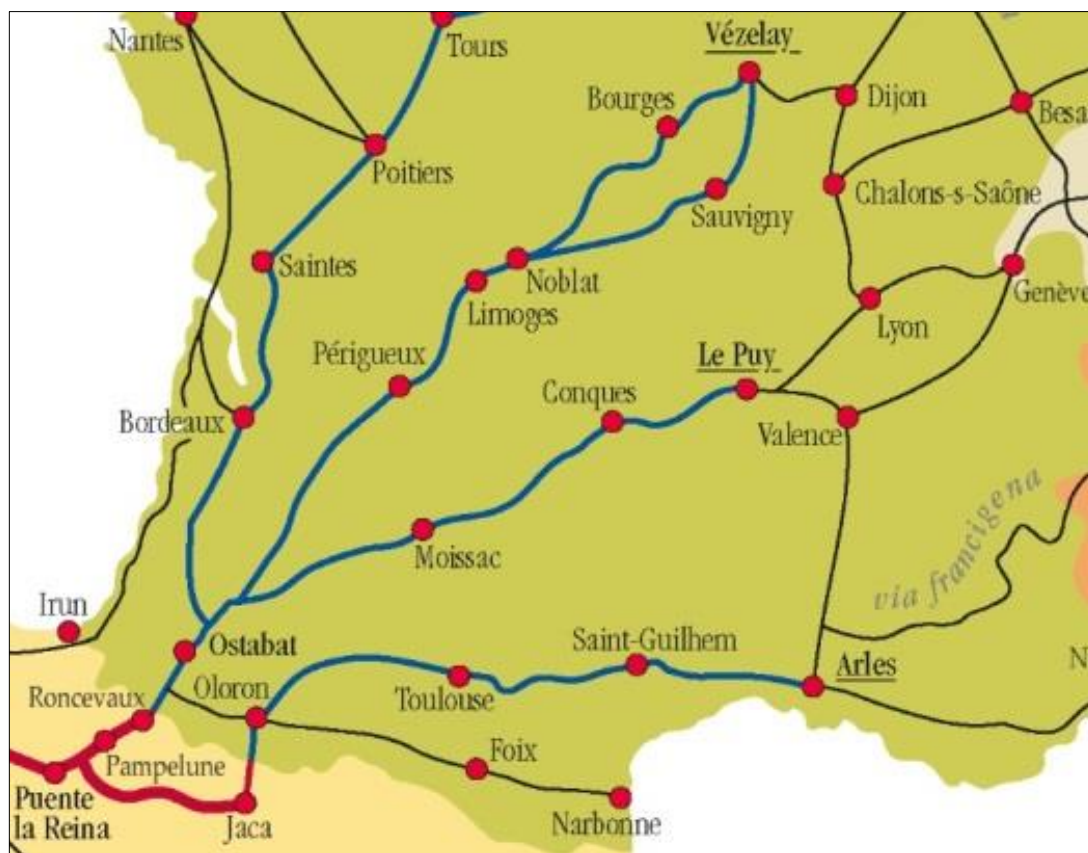 Nantes
Tours
Vézelay
Bourges
Dijon
Besa
Poitiers
Chalons-s-Saône
Sauvigny
Saintes
Noblat
Genève
Limoges
Lyon
Périgueux
Le Puy
Conques
Bordeaux
Valence
Moissac
via francigena
Irun
Ostabat
Saint-Guilhem
Arles
N
Oloron
Toulouse
Roncevaux
Foix
Pampelune
Puente
la Reina
Jaca
Narbonne